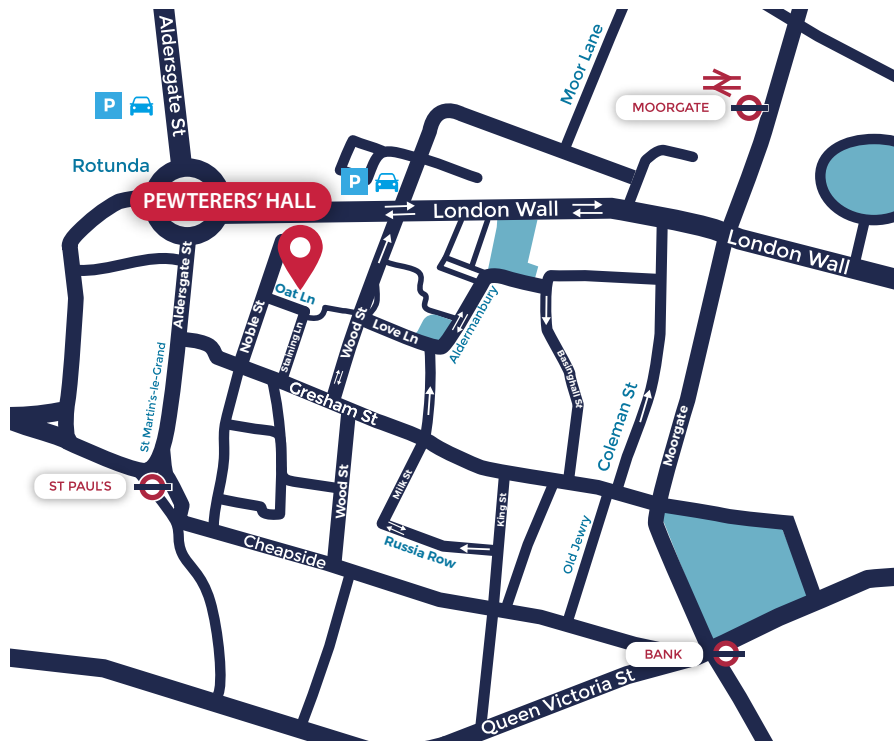 Aldersgate St
Moor Lane
P
MOORGATE
Rotunda
P
PEWTERERS’ HALL
London Wall
London Wall
Aldersgate St
Oat Ln
Noble St
Staining Ln
Wood St
Love Ln
Aldermanbury
Basinghall St
St Martin's-le-Grand
Gresham St
Coleman St
Moorgate
ST PAUL'S
Wood St
Milk St
King St
Cheapside
Russia Row
Old Jewry
BANK
Queen Victoria St